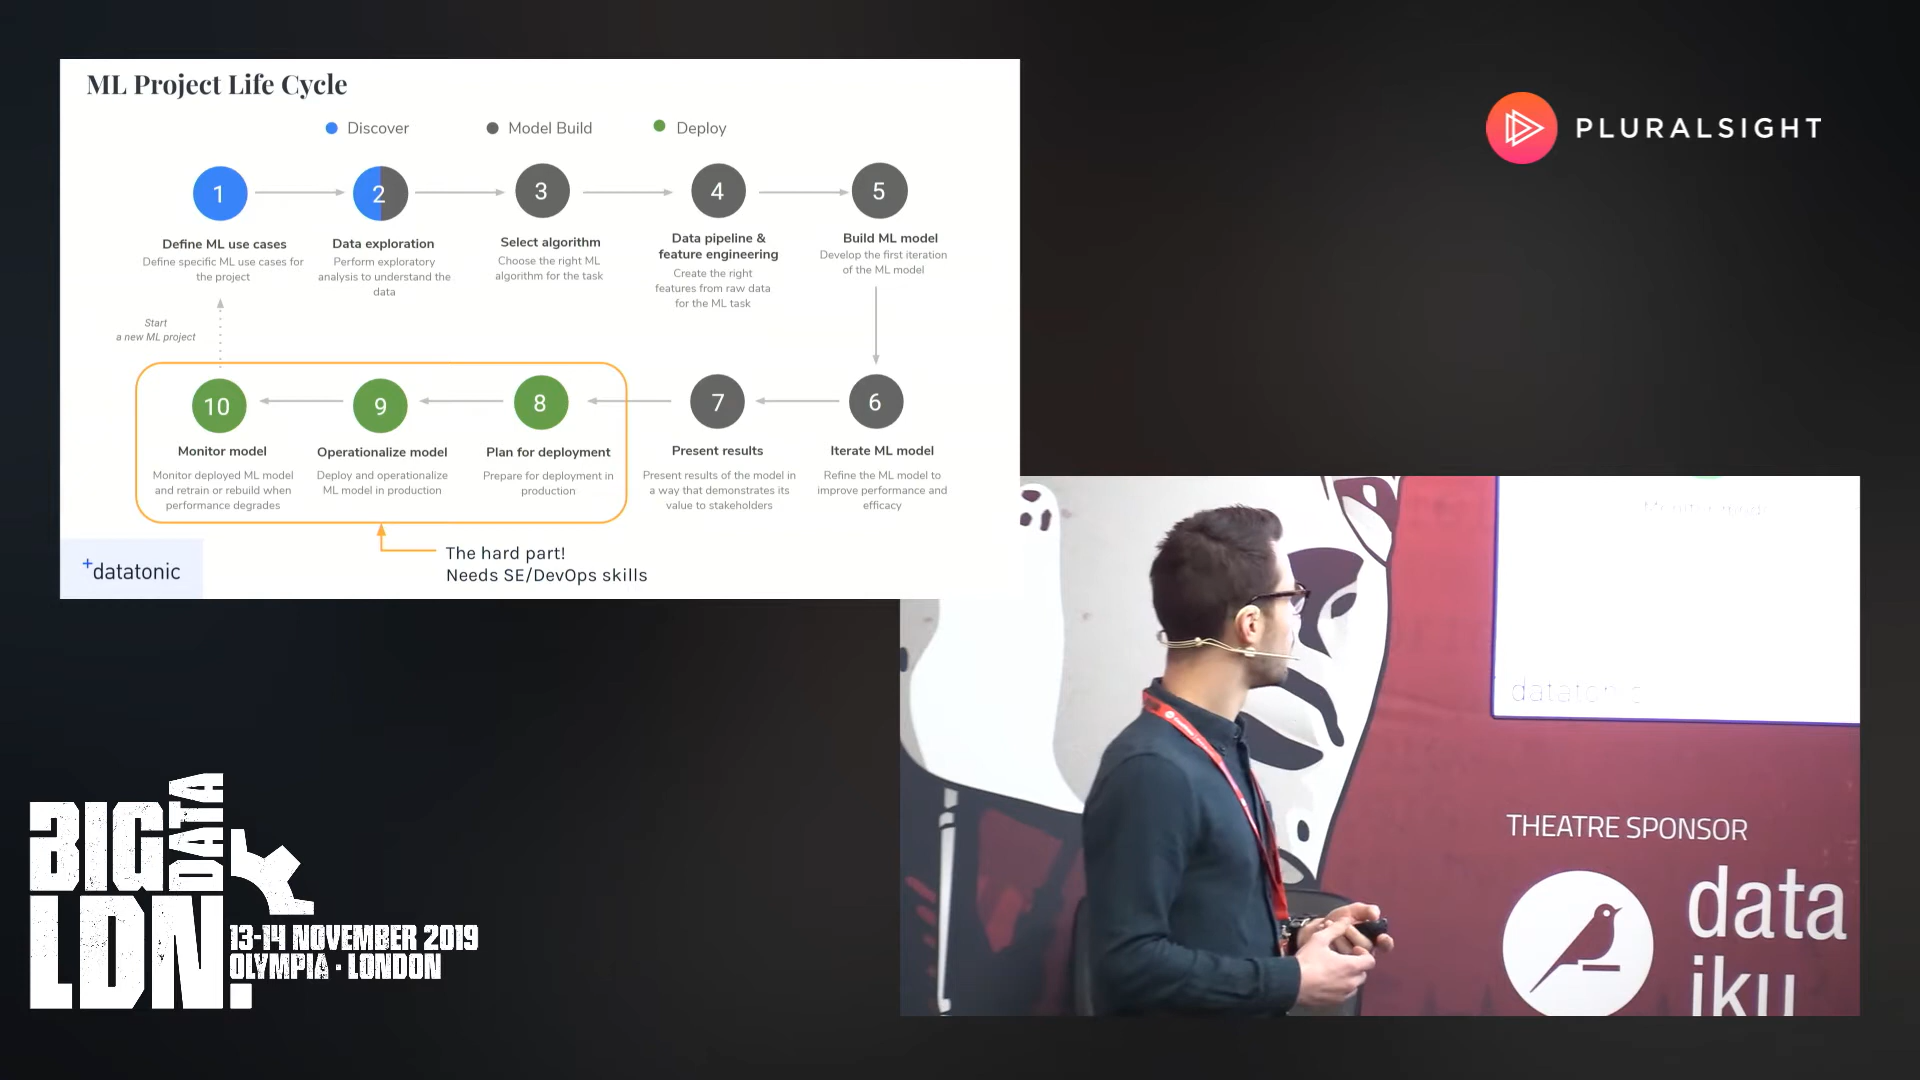 ML Project Life Cycle
Discover
Model Build
Deploy
1
2
3
4
5
Define ML use cases
Define specific ML use cases for
the project
Data exploration
Perform exploratory
analysis to understand the
data
Select algorithm
Choose the right ML
algorithm for the task
Data pipeline &
feature engineering
Create the right
features from raw data
for the ML task
Build ML model
Develop the first iteration
of the ML model
Start
a new ML project
10
9
8
7
6
Monitor model
Monitor deployed ML model
and retrain or rebuild when
performance degrades
Operationalize model
Deploy and operationalize
ML model in production
Plan for deployment
Prepare for deployment in
production
Present results
Present results of the model in
a way that demonstrates its
value to stakeholders
Iterate ML model
Refine the ML model to
improve performance and
efficacy
The hard part!
Needs SE/DevOps skills
+datatonic
PLURALSIGHT
BIG DATA
LDN.
13-14 NOVEMBER 2019
OLYMPIA · LONDON
Monitor model
datatonic
THEATRE SPONSOR
data
iku